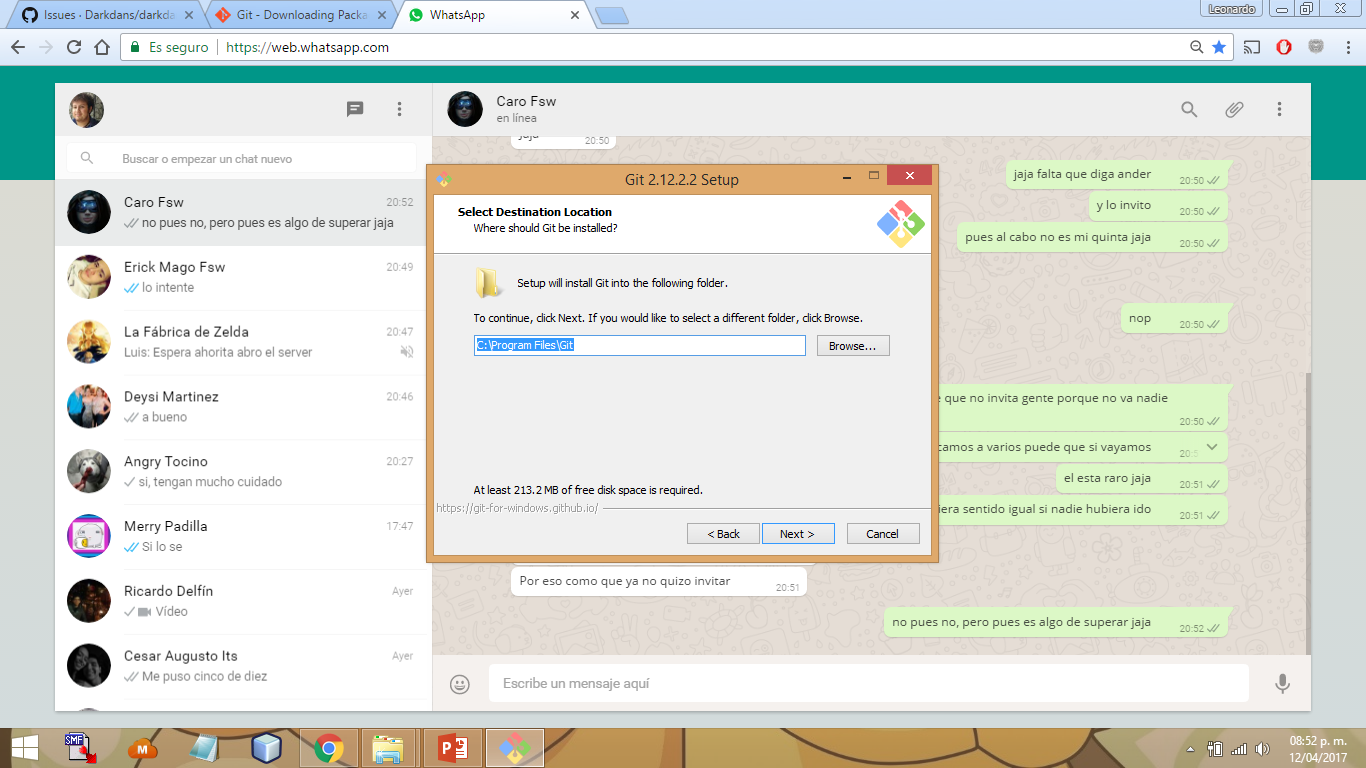 Issues · Darkdans/darkda
Git - Downloading Packa
WhatsApp
Leonardo
Es seguro
https://web.whatsapp.com
Buscar o empezar un chat nuevo
Caro Fsw
20:52
no pues no, pero pues es algo de superar jaja
Erick Mago Fsw
20:49
lo intente
La Fábrica de Zelda
20:47
Luis: Espera ahorita abro el server
Deysi Martinez
20:46
a bueno
Angry Tocino
20:27
si, tengan mucho cuidado
Merry Padilla
17:47
Si lo se
Ricardo Delfín
Ayer
Vídeo
Cesar Augusto Its
Ayer
Me puso cinco de diez
Caro Fsw
en línea
jaja
20:50
jaja falta que diga ander
20:50
y lo invito
20:50
pues al cabo no es mi quinta jaja
20:50
nop
20:50
que no invita gente porque no va nadie
20:50
camos a varios puede que si vayamos
el esta raro jaja
20:51
iera sentido igual si nadie hubiera ido
20:51
Por eso como que ya no quizo invitar
20:51
no pues no, pero pues es algo de superar jaja
20:52
Escribe un mensaje aquí
Git 2.12.2.2 Setup
Select Destination Location
Where should Git be installed?
Setup will install Git into the following folder.
To continue, click Next. If you would like to select a different folder, click Browse.
C:\Program Files\Git
Browse...
At least 213.2 MB of free disk space is required.
https://git-for-windows.github.io/
< Back
Next >
Cancel
SMF
08:52 p. m.
12/04/2017